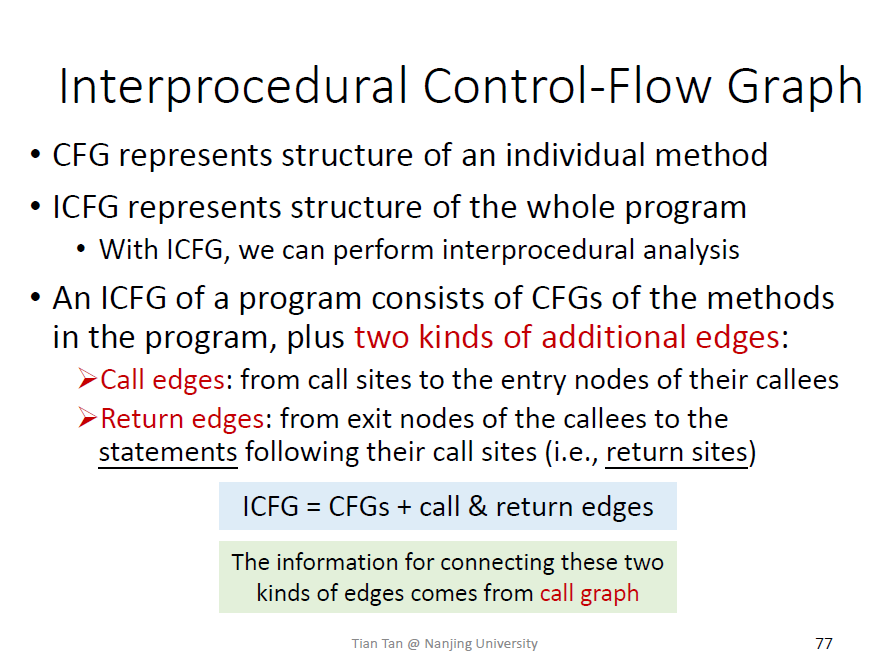 Interprocedural Control-Flow Graph
• CFG represents structure of an individual method
• ICFG represents structure of the whole program
• With ICFG, we can perform interprocedural analysis
• An ICFG of a program consists of CFGs of the methods
in the program, plus two kinds of additional edges:
➢Call edges: from call sites to the entry nodes of their callees
➢Return edges: from exit nodes of the callees to the
statements following their call sites (i.e., return sites)
ICFG = CFGs + call & return edges
The information for connecting these two
kinds of edges comes from call graph
Tian Tan @ Nanjing University
77